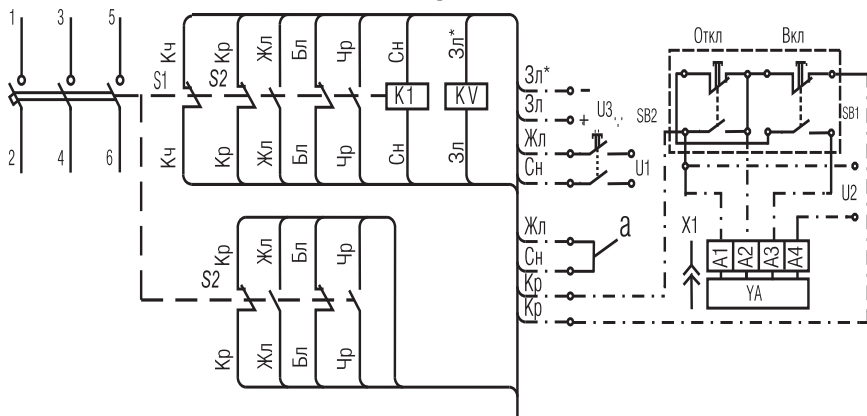 1 3 5
Откл Вкл
Кч Кр Жл Бл Чр Сн Зл*
S1 S2
K1 KV
Зл* –
Зл + U3
SB2 SB1
2 4 6
Кч Кр Жл Бл Чр Сн Зл
Жл
Сн U1
U2
Кр Жл Бл Чр
Жл а
Сн
X1
A1 A2 A3 A4
S2
Кр
YA
Кр
Кр Жл Бл Чр